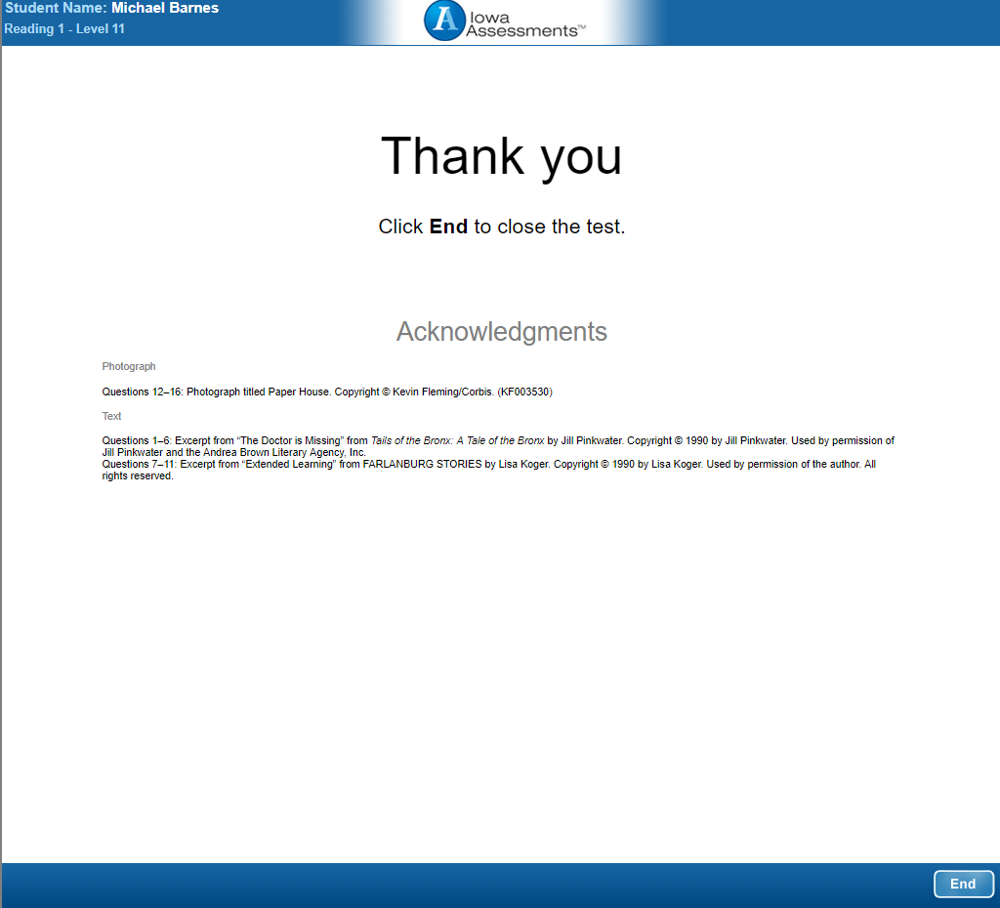 Student Name: Michael Barnes
Reading 1 - Level 11
A Iowa
Assessments™
Thank you
Click End to close the test.
Acknowledgments
Photograph
Questions 12–16: Photograph titled Paper House. Copyright © Kevin Fleming/Corbis. (KF003530)
Text
Questions 1–6: Excerpt from “The Doctor is Missing” from Tails of the Bronx: A Tale of the Bronx by Jill Pinkwater. Copyright © 1990 by Jill Pinkwater. Used by permission of
Jill Pinkwater and the Andrea Brown Literary Agency, Inc.
Questions 7–11: Excerpt from “Extended Learning” from FARLANBURG STORIES by Lisa Koger. Copyright © 1990 by Lisa Koger. Used by permission of the author. All
rights reserved.
End